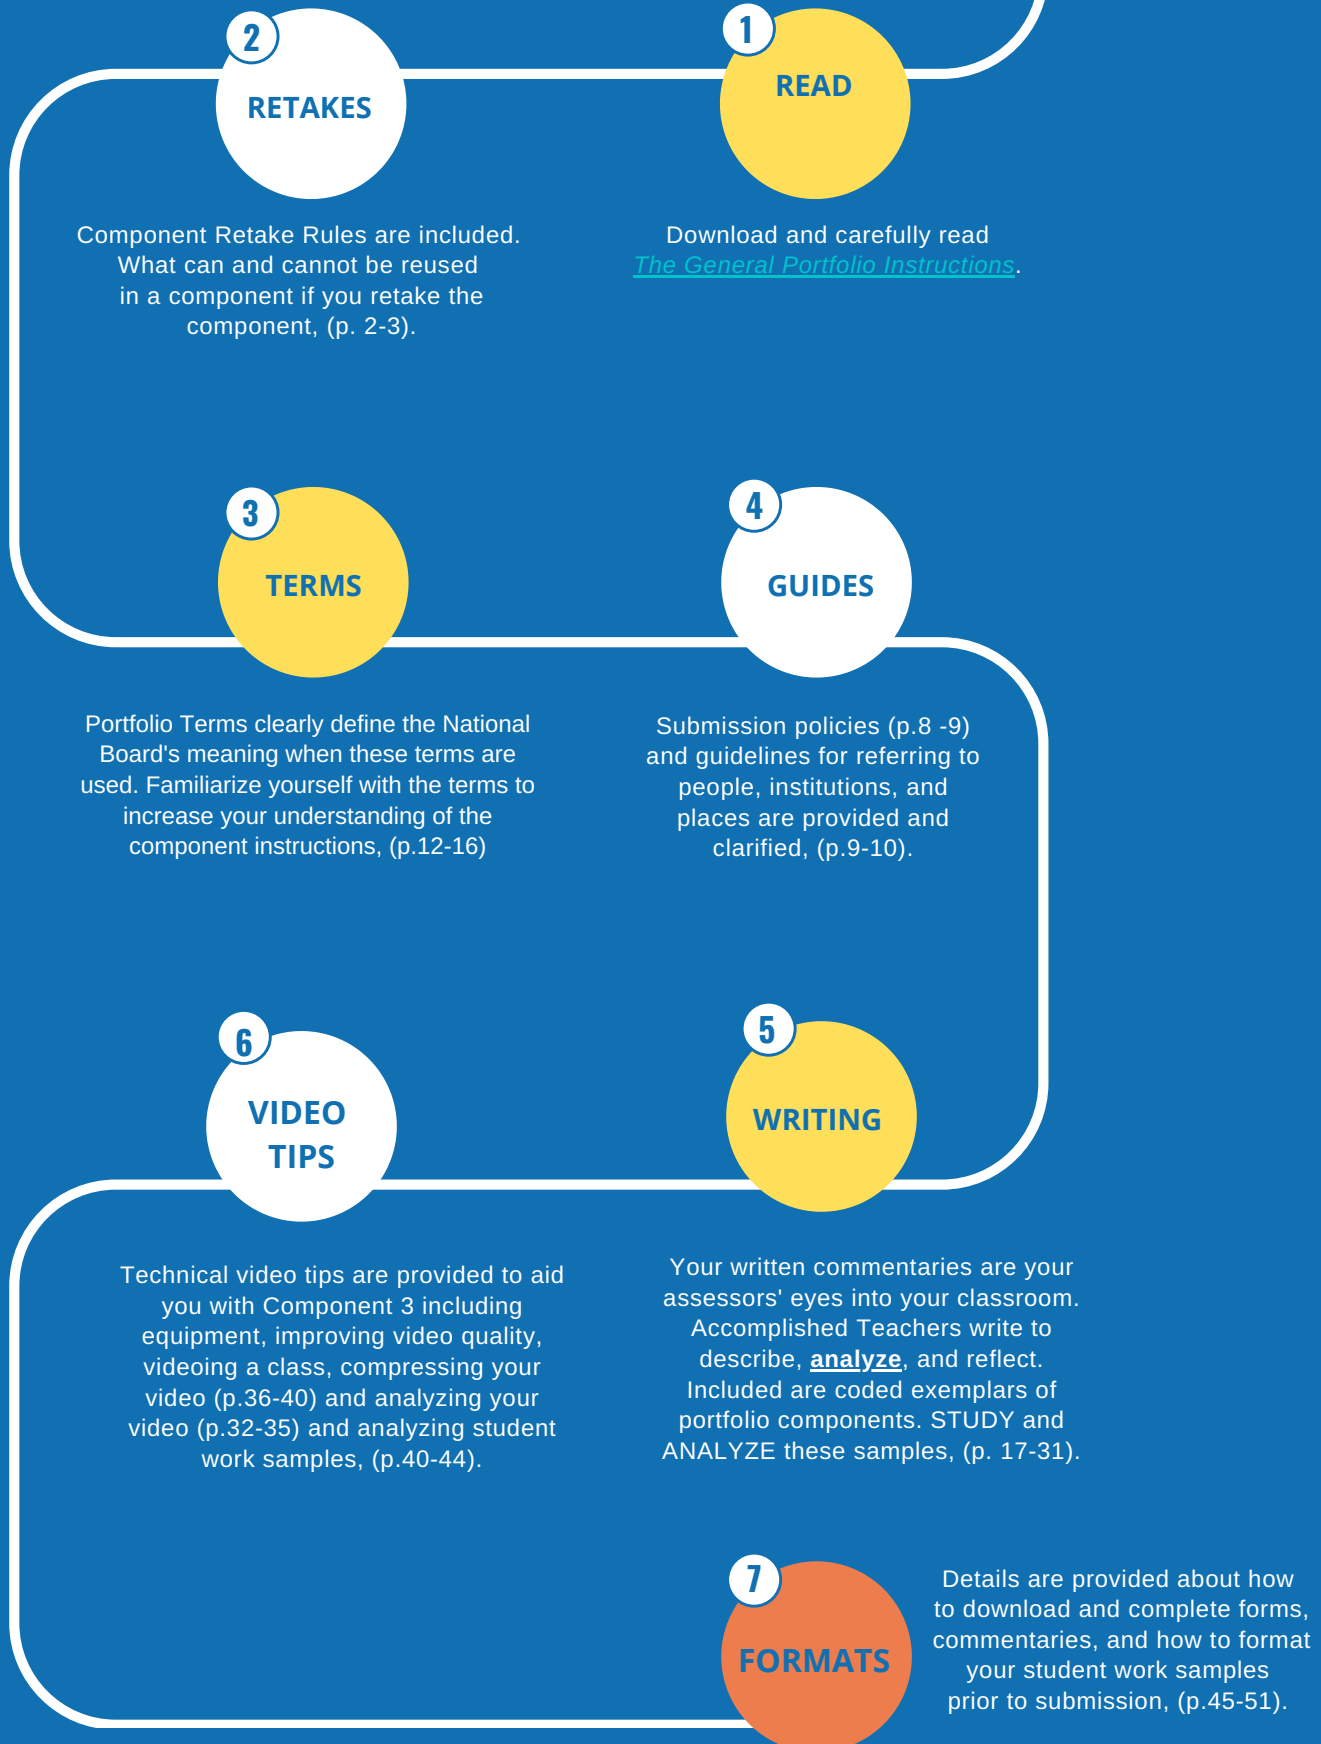 1
READ
Download and carefully read
The General Portfolio Instructions.
2
RETAKES
Component Retake Rules are included.
What can and cannot be reused
in a component if you retake the
component, (p. 2-3).
3
TERMS
Portfolio Terms clearly define the National
Board's meaning when these terms are
used. Familiarize yourself with the terms to
increase your understanding of the
component instructions, (p.12-16)
4
GUIDES
Submission policies (p.8 -9)
and guidelines for referring to
people, institutions, and
places are provided and
clarified, (p.9-10).
5
WRITING
Your written commentaries are your
assessors' eyes into your classroom.
Accomplished Teachers write to
describe, analyze, and reflect.
Included are coded exemplars of
portfolio components. STUDY and
ANALYZE these samples, (p. 17-31).
6
VIDEO
TIPS
Technical video tips are provided to aid
you with Component 3 including
equipment, improving video quality,
videoing a class, compressing your
video (p.36-40) and analyzing your
video (p.32-35) and analyzing student
work samples, (p.40-44).
7
FORMATS
Details are provided about how
to download and complete forms,
commentaries, and how to format
your student work samples
prior to submission, (p.45-51).